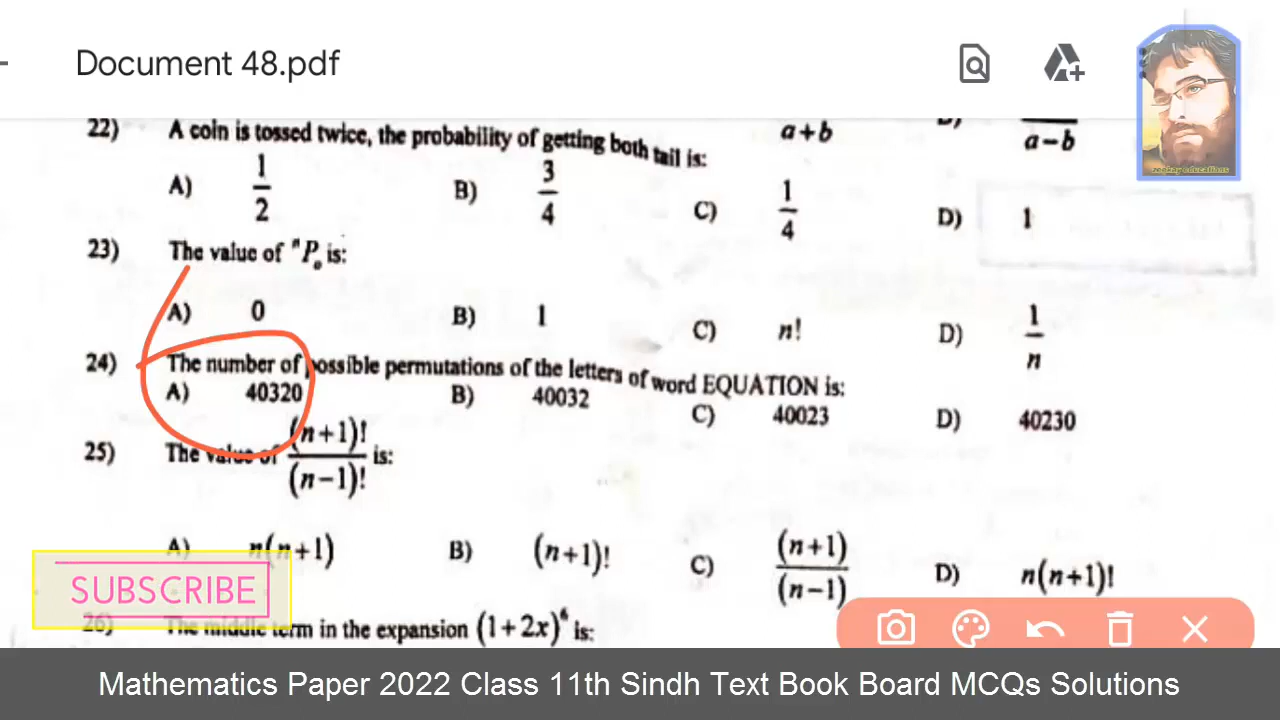 Document 48.pdf
a+b
a−b
22) A coin is tossed twice, the probability of getting both tail is:
A) 1/2 B) 3/4 C) 1/4 D) 1
23) The value of ⁿP₀ is:
A) 0 B) 1 C) n! D) 1/n
24) The number of possible permutations of the letters of word EQUATION is:
A) 40320 B) 40032 C) 40023 D) 40230
25) The value of (n+1)!/(n−1)! is:
A) n(n+1) B) (n+1)! C) (n+1)/(n−1) D) n(n+1)!
26) The middle term in the expansion (1+2x)⁶ is:
SUBSCRIBE
zeekay educations
Mathematics Paper 2022 Class 11th Sindh Text Book Board MCQs Solutions